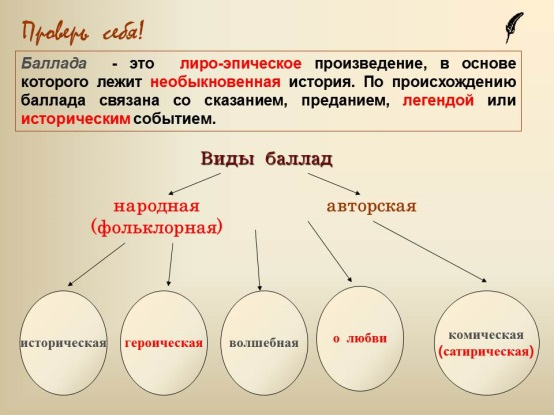 Проверь себя!
Баллада - это лиро-эпическое произведение, в основе
которого лежит необыкновенная история. По происхождению
баллада связана со сказанием, преданием, легендой или
историческим событием.
Виды баллад
народная
(фольклорная)
авторская
историческая
героическая
волшебная
о любви
комическая
(сатирическая)